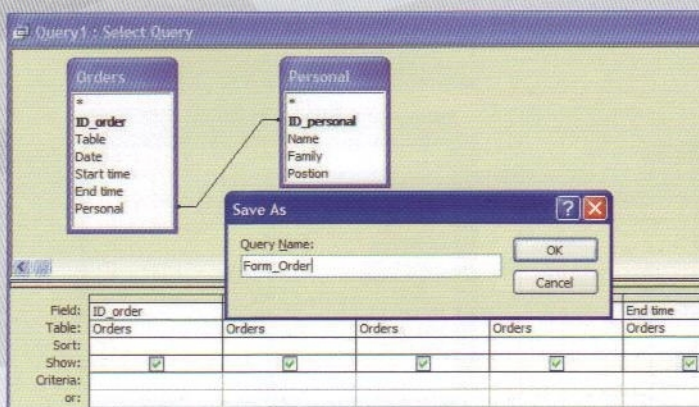 Query1 : Select Query
Orders
*
ID_order
Table
Date
Start time
End time
Personal
Personal
*
ID_personal
Name
Family
Postion
Save As
Query Name:
Form_Order
OK
Cancel
Field: ID_order End time
Table: Orders Orders Orders Orders Orders
Sort:
Show:
Criteria:
or: